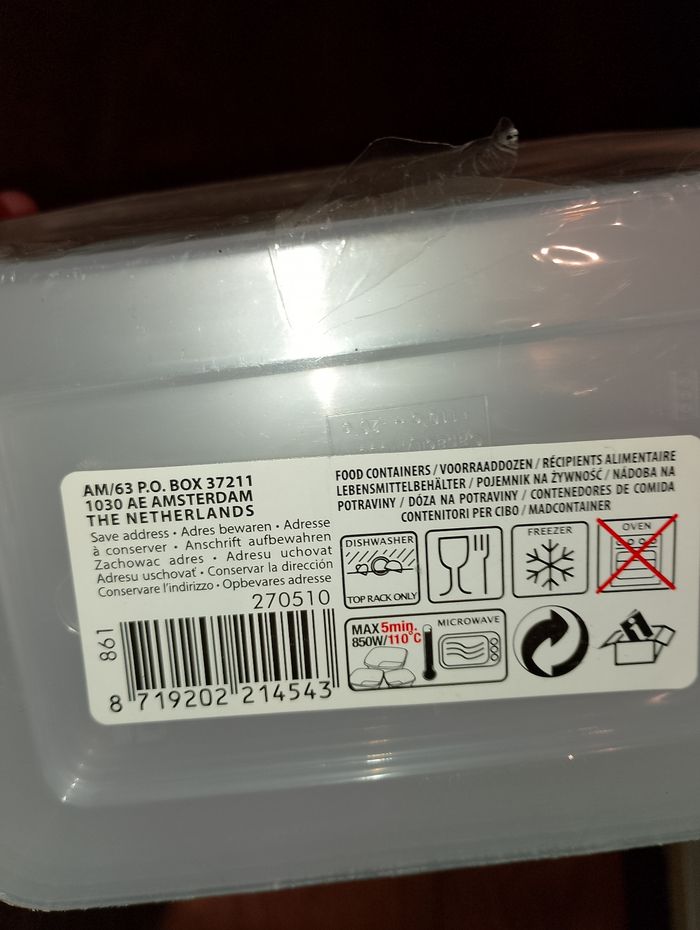 AM/63 P.O. BOX 37211
1030 AE AMSTERDAM
THE NETHERLANDS
Save address • Adres bewaren • Adresse
à conserver • Anschrift aufbewahren
Zachowac adres • Adresu uchovat
Adresu uschovať • Conservar la dirección
Conservare l'indirizzo • Opbevares adresse
270510
861
8 719202 214543
FOOD CONTAINERS / VOORRAADDOZEN / RÉCIPIENTS ALIMENTAIRE
LEBENSMITTELBEHÄLTER / POJEMNIK NA ŻYWNOŚĆ / NÁDOBA NA
POTRAVINY / DÓZA NA POTRAVINY / CONTENEDORES DE COMIDA
CONTENITORI PER CIBO / MADCONTAINER
DISHWASHER
TOP RACK ONLY
FREEZER
OVEN
MAX 5min.
850W/110°C
MICROWAVE
i